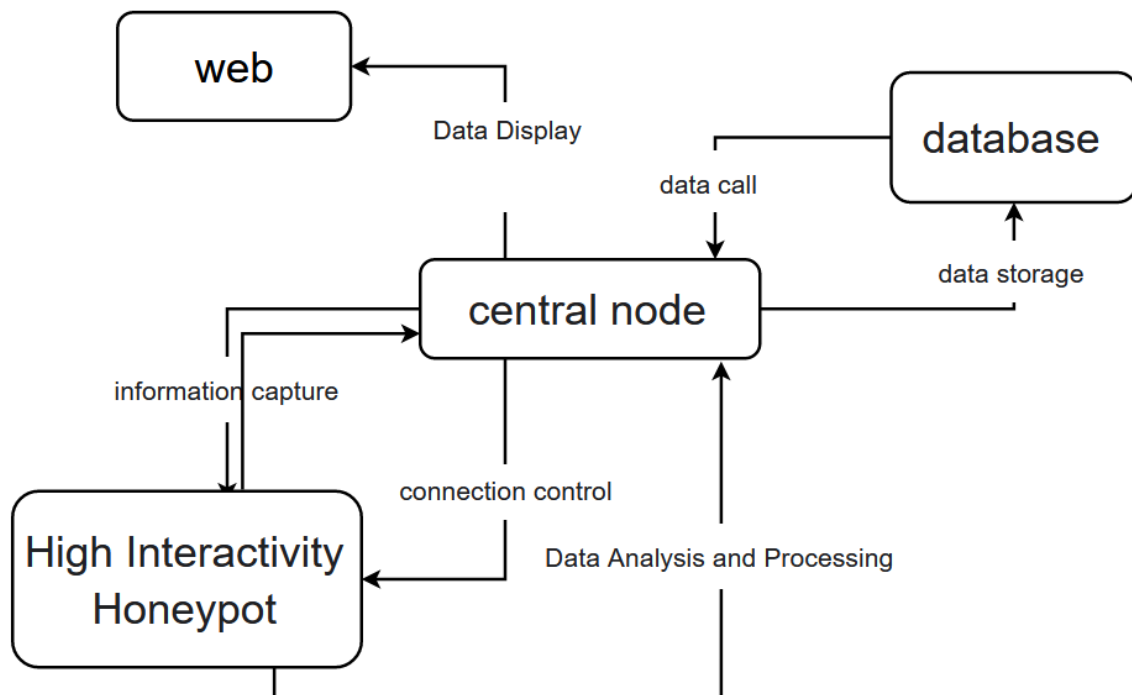 web
Data Display
database
data call
data storage
central node
information capture
connection control
High Interactivity
Honeypot
Data Analysis and Processing